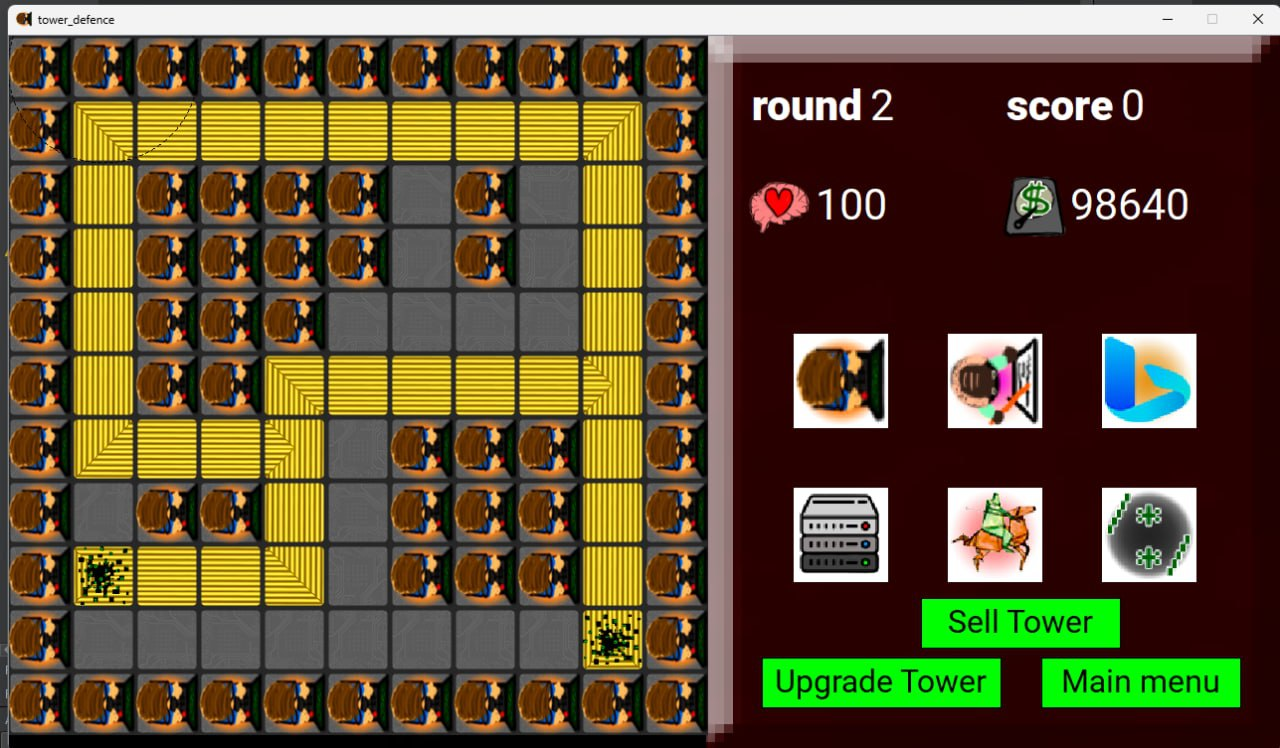 tower_defence
round 2
score 0
100
98640
Sell Tower
Upgrade Tower
Main menu